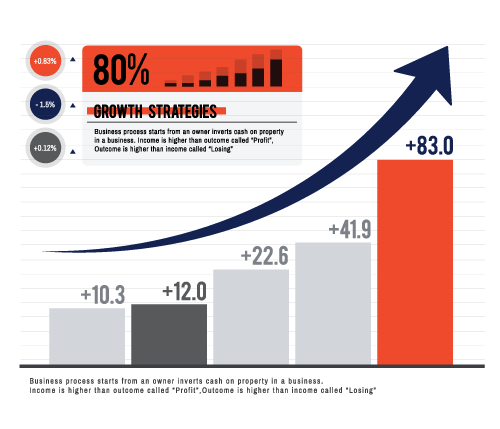 +0.63%
- 1.5%
+0.12%
80%
GROWTH STRATEGIES
Business process starts from an owner inverts cash on property
in a business. Income is higher than outcome called "Profit",
Outcome is higher than income called "Losing"
+10.3
+12.0
+22.6
+41.9
+83.0
Business process starts from an owner inverts cash on property in a business.
Income is higher than outcome called "Profit",Outcome is higher than income called "Losing"